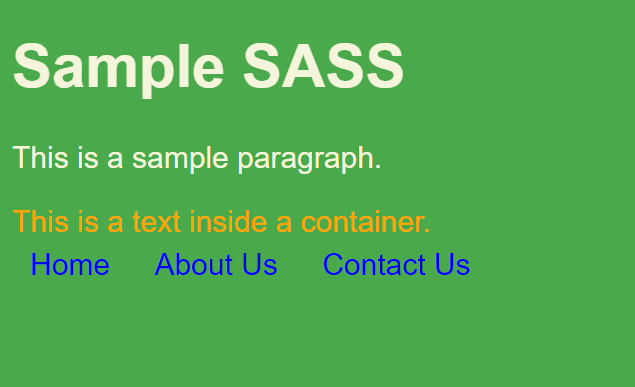 Sample SASS
This is a sample paragraph.
This is a text inside a container.
Home About Us Contact Us